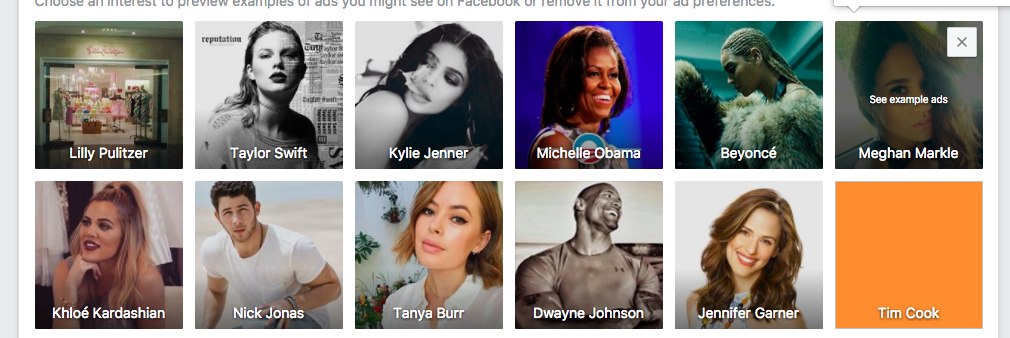 Choose an interest to preview examples of ads you might see on Facebook or remove it from your ad preferences.
Lilly Pulitzer
reputation
Taylor Swift
Kylie Jenner
Michelle Obama
Beyoncé
See example ads
Meghan Markle
Khloé Kardashian
Nick Jonas
Tanya Burr
Dwayne Johnson
Jennifer Garner
Tim Cook